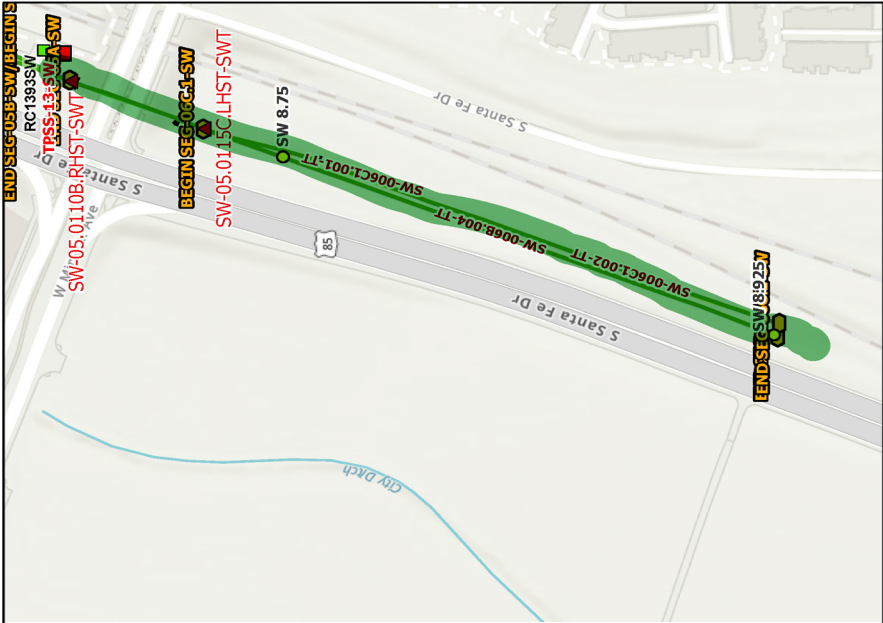 END SEG-05B-SW/BEGIN S
RC1393SW
TPSS-13-SW
SW-05.0110B.RHST-SWT
BEGIN SEG-06C.1-SW
SW-05.0115C.LHST-SWT
SW 8.75
S Santa Fe Dr
S Santa Fe Dr
SW-006C1.001-TT
SW-006B.004-TT
SW-006C1.002-TT
85
S Santa Fe Dr
SW 8.925
END SEG
City Ditch